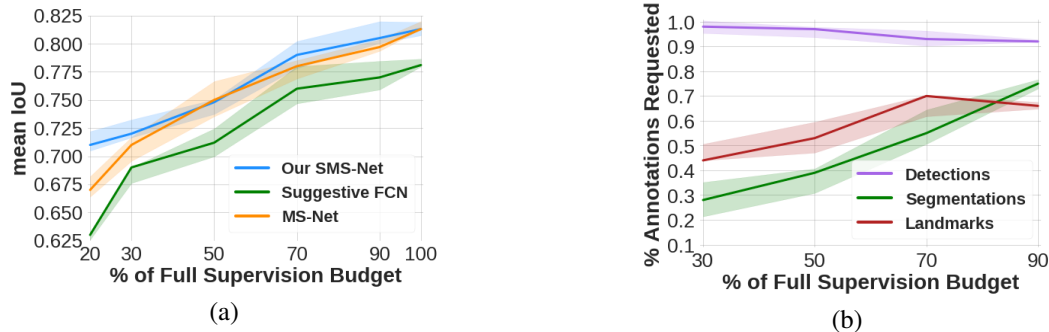 mean IoU
0.825
0.800
0.775
0.750
0.725
0.700
0.675
0.650
0.625
20 30 50 70 90 100
% of Full Supervision Budget
Our SMS-Net
Suggestive FCN
MS-Net
(a)
% Annotations Requested
1.0
0.9
0.8
0.7
0.6
0.5
0.4
0.3
0.2
0.1
30 50 70 90
% of Full Supervision Budget
Detections
Segmentations
Landmarks
(b)